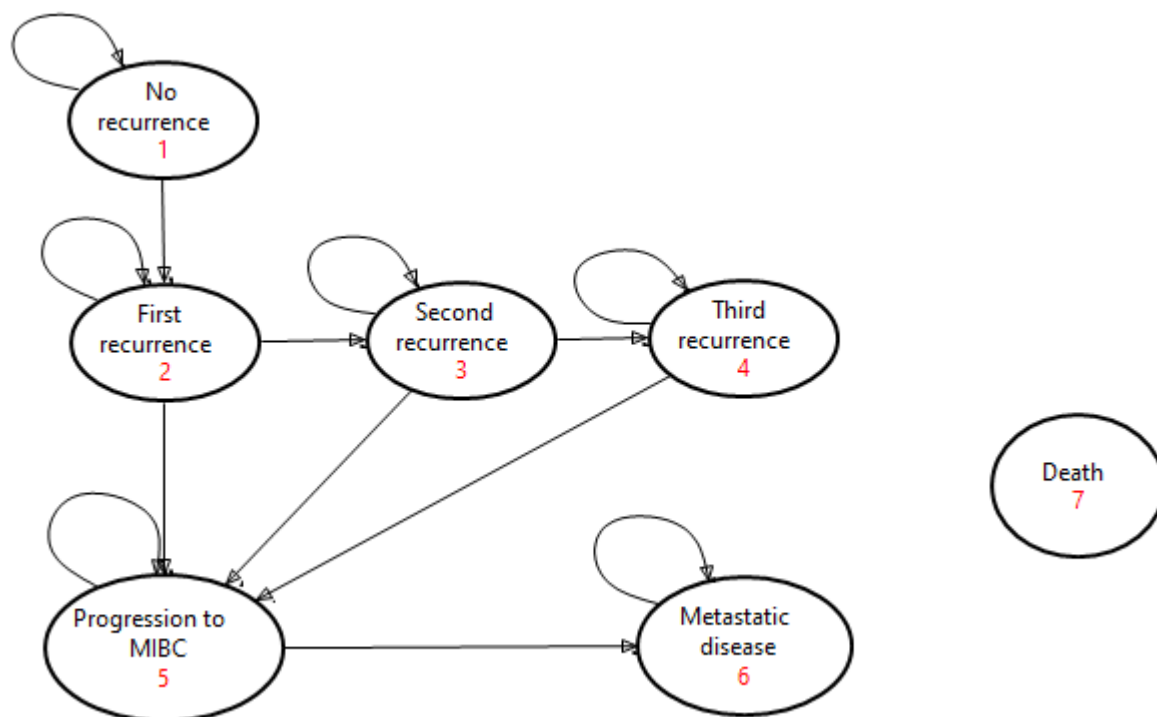 No
recurrence
1
First
recurrence
2
Second
recurrence
3
Third
recurrence
4
Death
7
Progression to
MIBC
5
Metastatic
disease
6